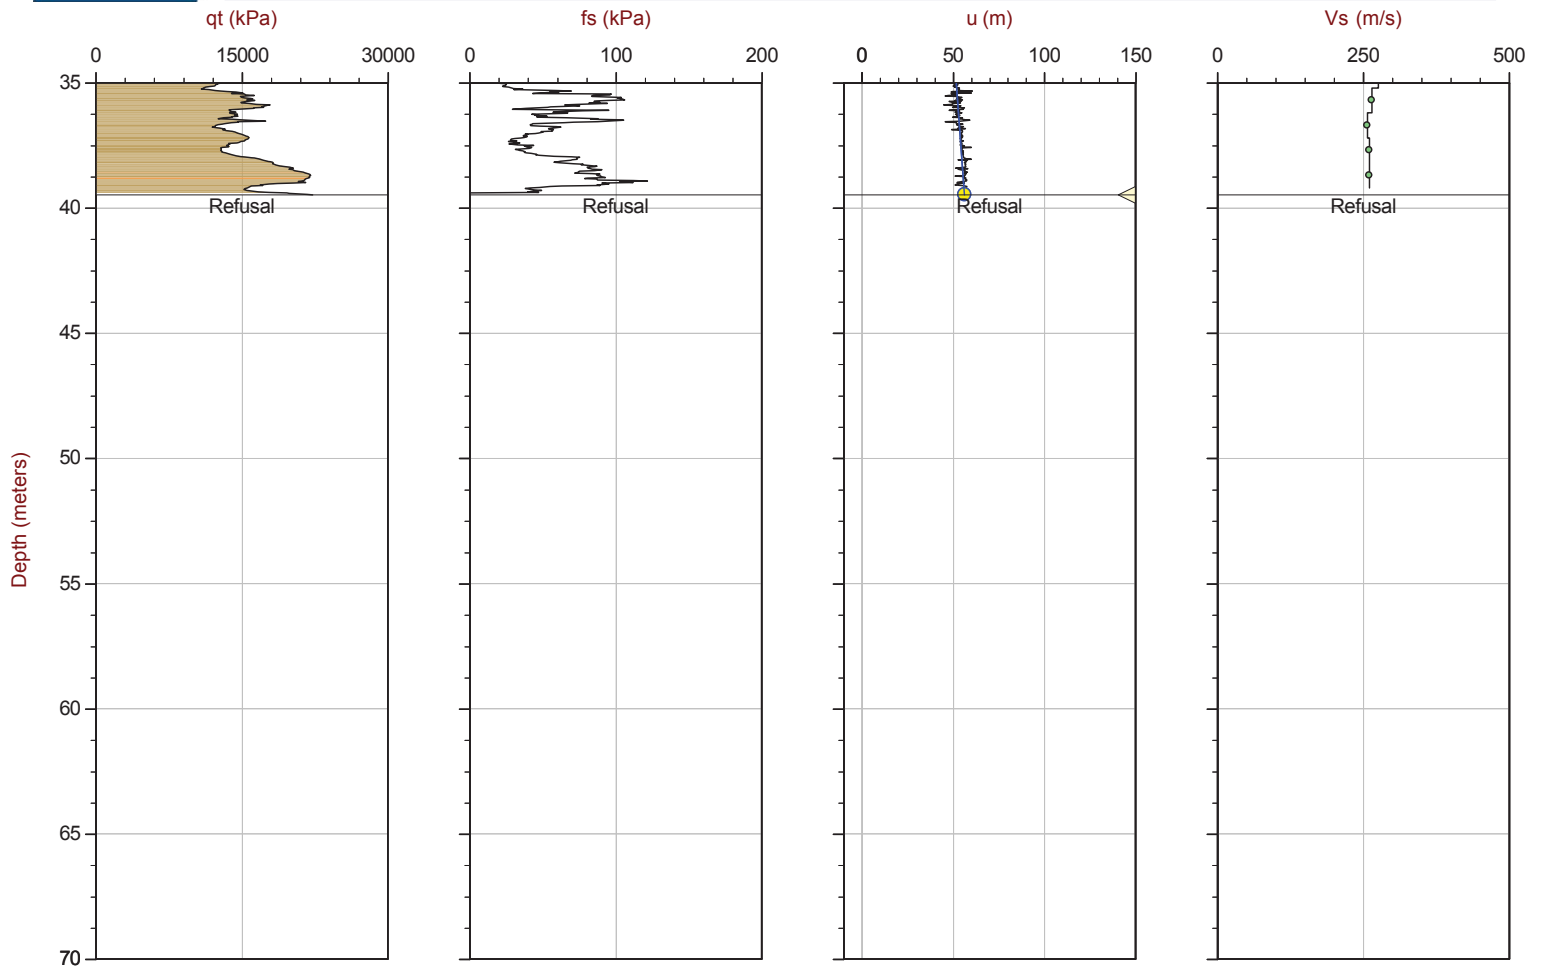 qt (kPa) fs (kPa) u (m) Vs (m/s)
0 15000 30000 0 100 200 0 50 100 150 0 250 500
35
Refusal Refusal Refusal Refusal
40
45
50
Depth (meters)
55
60
65
70